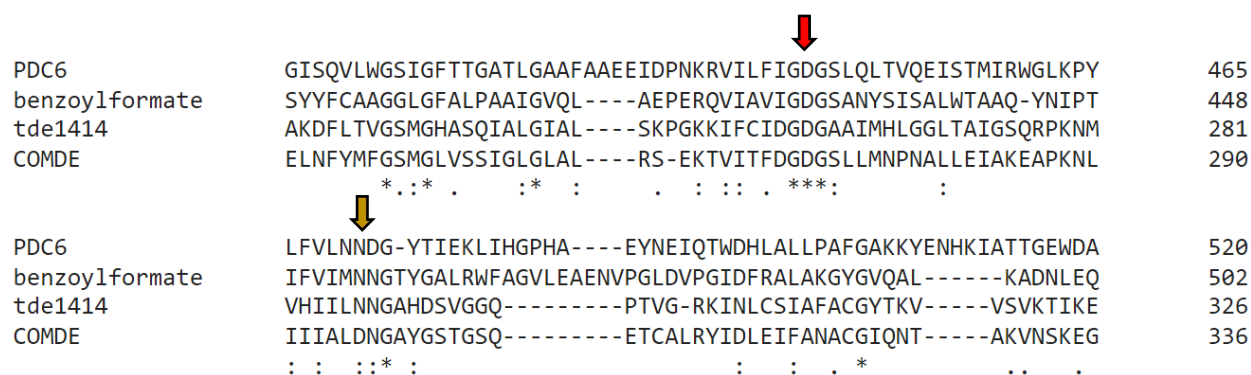 PDC6 GISQVLWGSIGFTTGATLGAAFAAEEIDPNKRVILFIGDGSLQLTVQEISTMIRWGLKPY 465
benzoylformate SYYFCAAGGLGFALPAAIGVQL----AEPERQVIAVIGDGSANYSISALWTAAQ-YNIPT 448
tde1414 AKDFLTVGSMGHASQIALGIAL----SKPGKKIFCIDGDGAAIMHLGGLTAIGSQRPKNM 281
COMDE ELNFYMFGSMGLVSSIGLGLAL----RS-EKTVITFDGDGSLLMNPNALLEIAKEAPKNL 290
*.:* . :* : . : :: . ***: :
PDC6 LFVLNNDG-YTIEKLIHGPHA----EYNEIQTWDHLALLPAFGAKKYENHKIATTGEWDA 520
benzoylformate IFVIMNNGTYGALRWFAGVLEAENVPGLDVPGIDFRALAKGYGVQAL------KADNLEQ 502
tde1414 VHIILNNGAHDSVGGQ---------PTVG-RKINLCSIAFACGYTKV-----VSVKTIKE 326
COMDE IIIALDNGAYGSTGSQ---------ETCALRYIDLEIFANACGIQNT-----AKVNSKEG 336
: : ::* : : : . * .. .